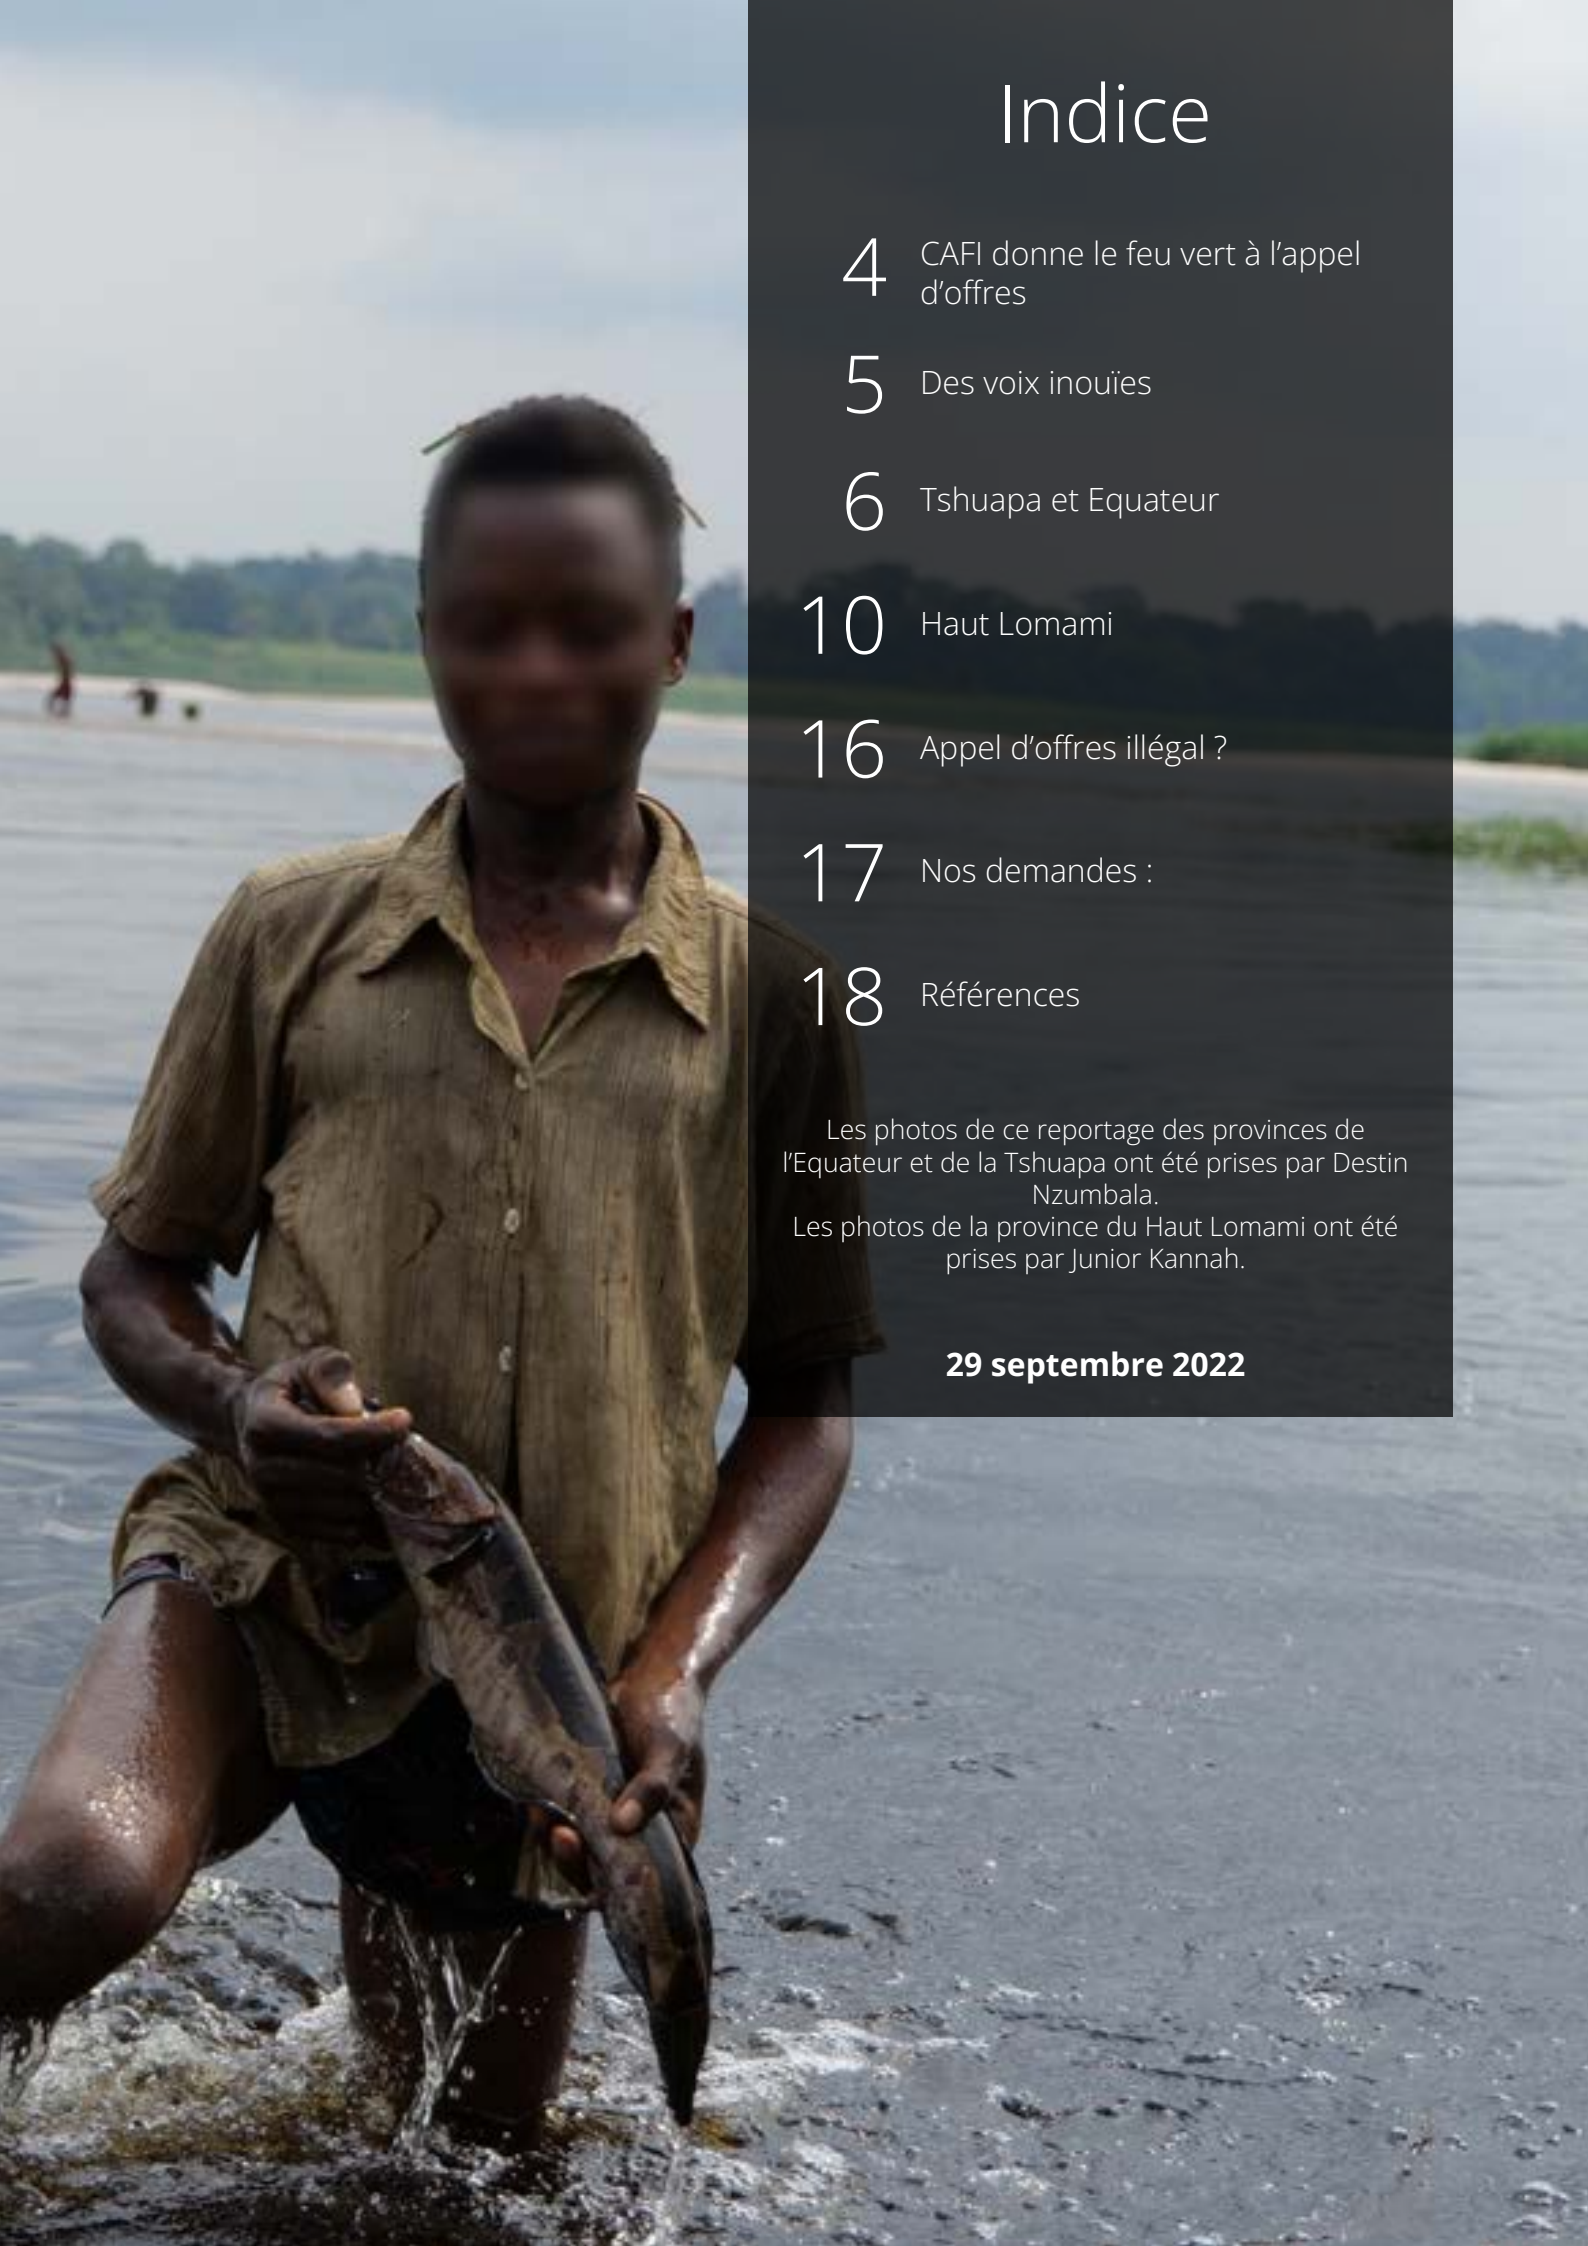 Indice
4 CAFI donne le feu vert à l’appel
d’offres
5 Des voix inouïes
6 Tshuapa et Equateur
10 Haut Lomami
16 Appel d’offres illégal ?
17 Nos demandes :
18 Références
Les photos de ce reportage des provinces de
l’Equateur et de la Tshuapa ont été prises par Destin
Nzumbala.
Les photos de la province du Haut Lomami ont été
prises par Junior Kannah.
29 septembre 2022